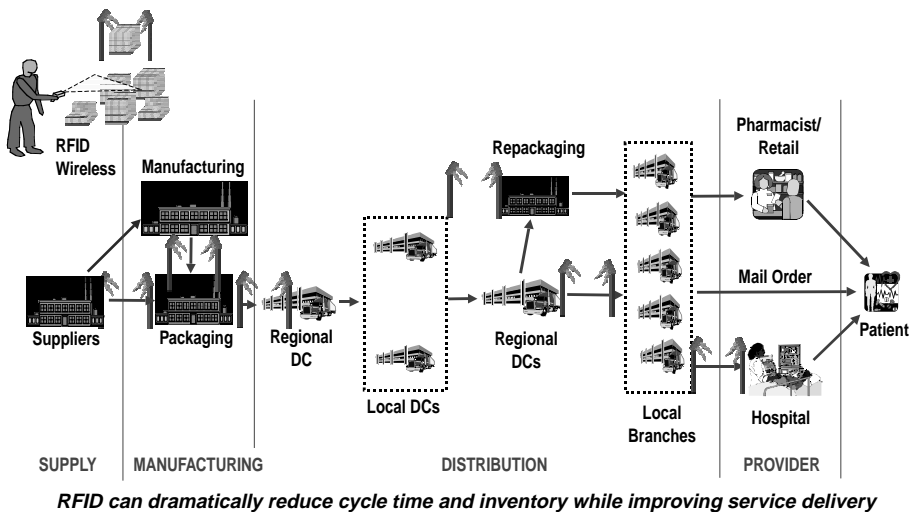 RFID
Wireless
Manufacturing
Suppliers
Packaging
Regional
DC
Local DCs
Repackaging
Regional
DCs
Local
Branches
Pharmacist/
Retail
Mail Order
Patient
Hospital
SUPPLY
MANUFACTURING
DISTRIBUTION
PROVIDER
RFID can dramatically reduce cycle time and inventory while improving service delivery